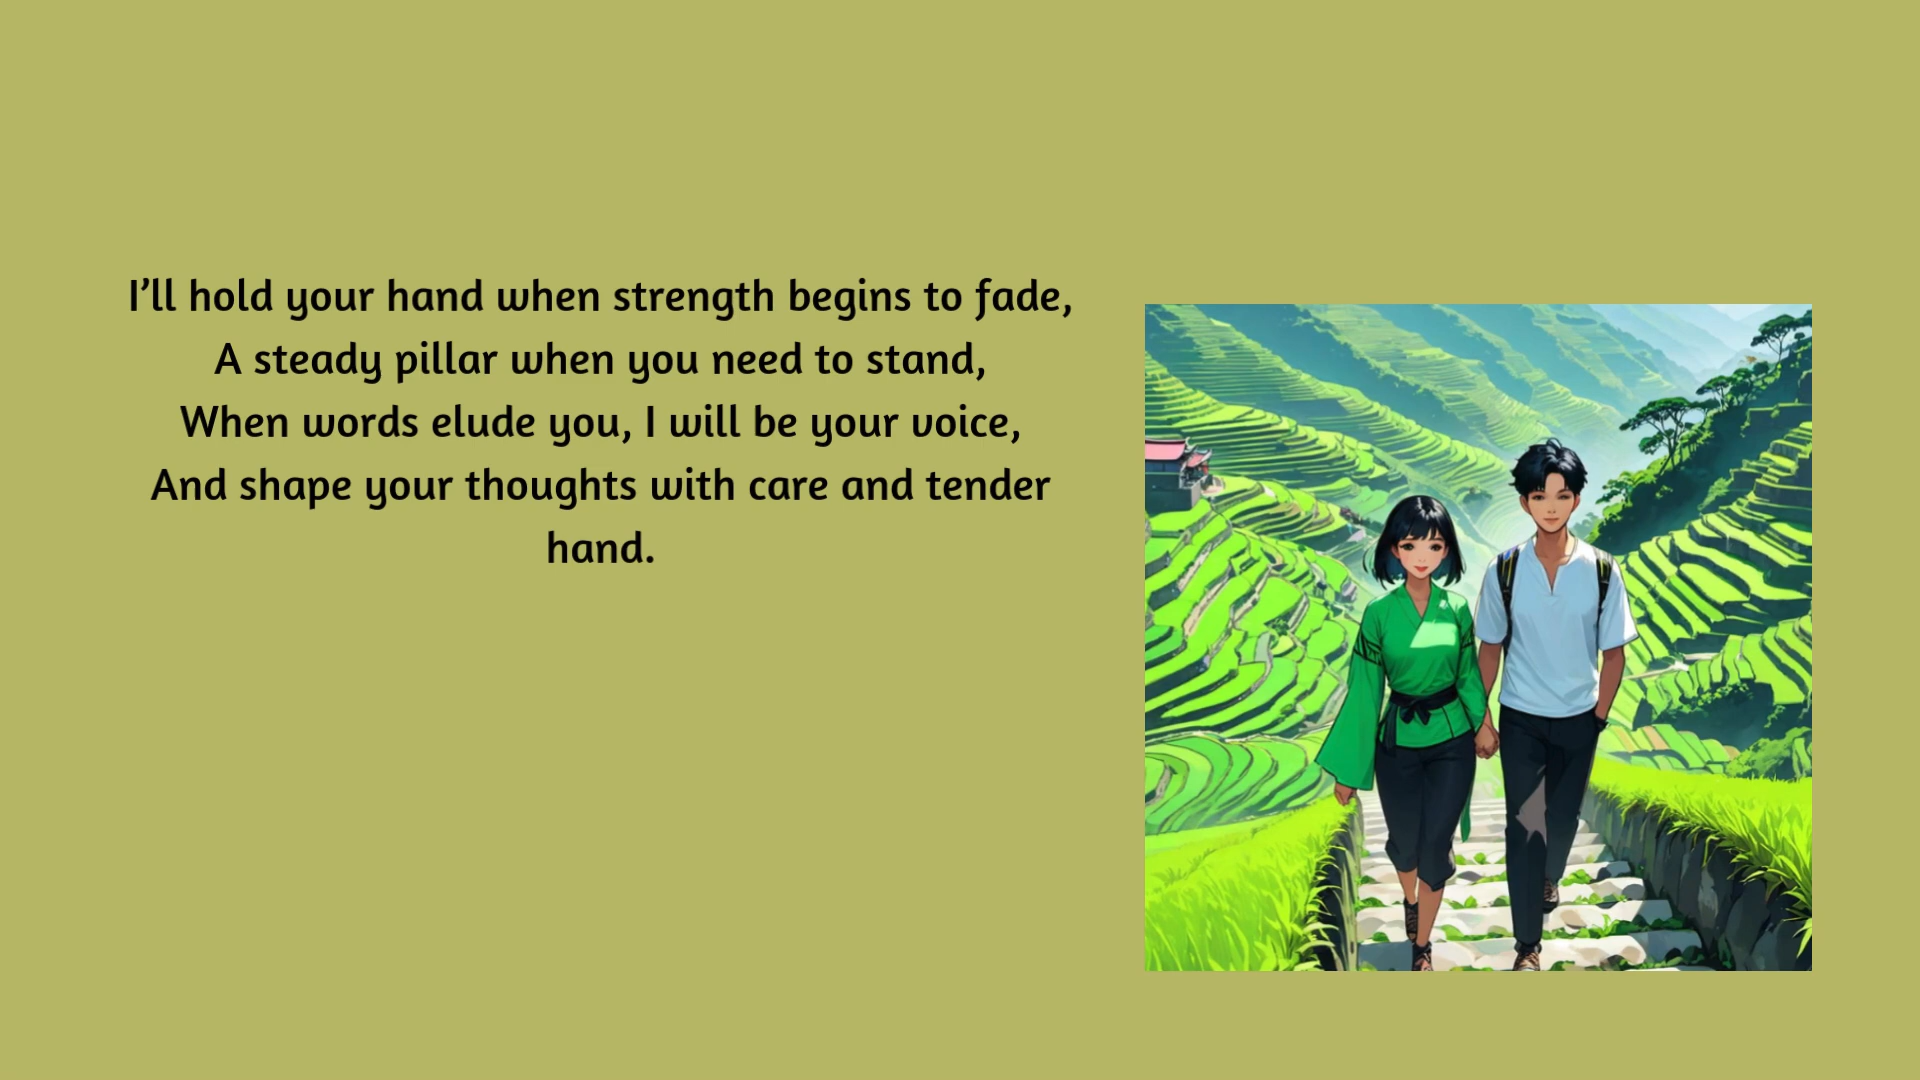 I’ll hold your hand when strength begins to fade,
A steady pillar when you need to stand,
When words elude you, I will be your voice,
And shape your thoughts with care and tender
hand.